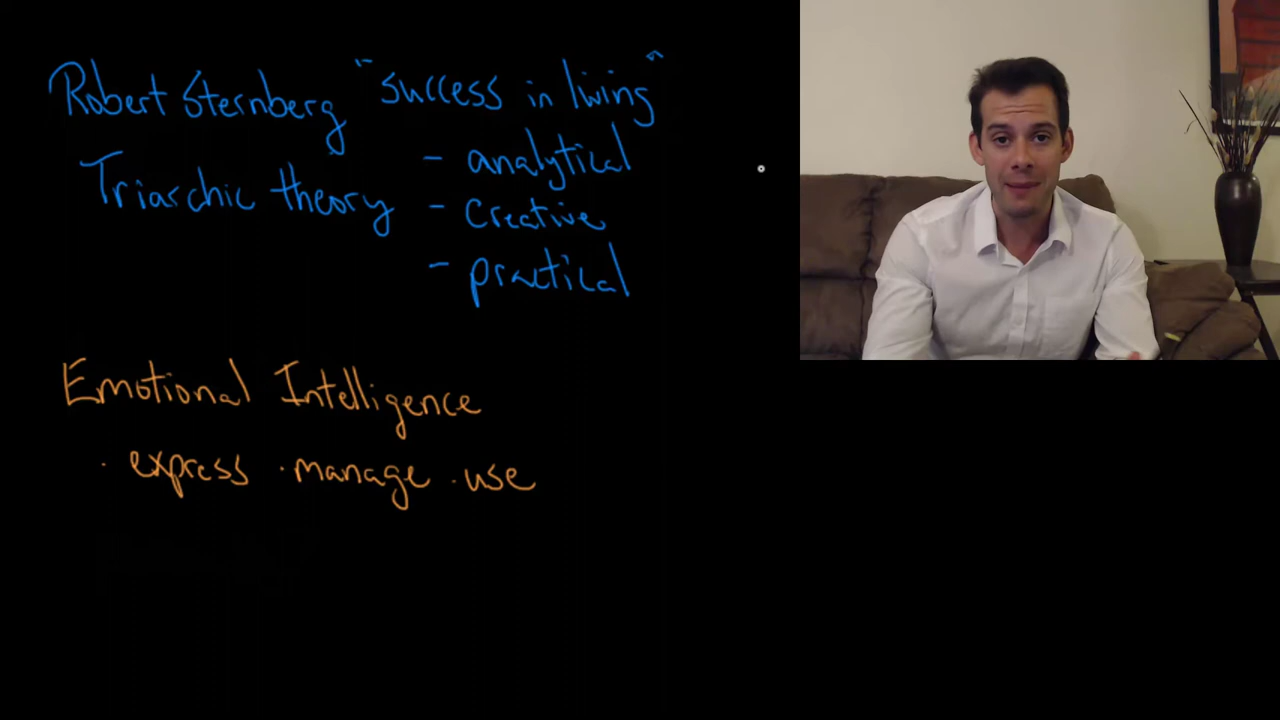 Robert Sternberg "success in living"
- analytical
Triarchic theory - creative
- practical
Emotional Intelligence
· express · manage · use